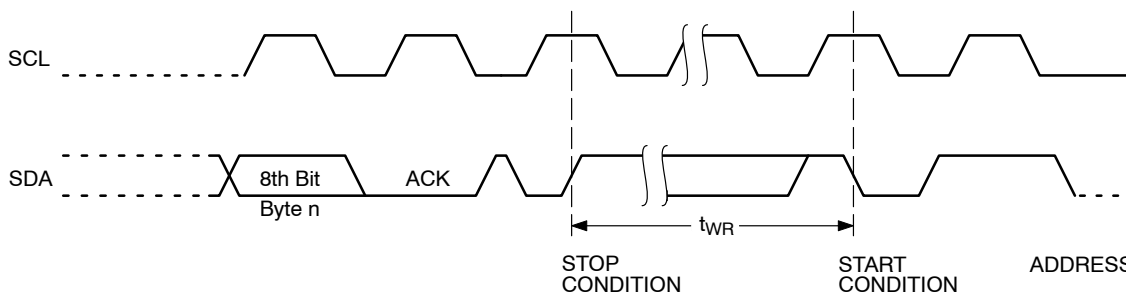 SCL
SDA
8th Bit
Byte n
ACK
tWR
STOP
CONDITION
START
CONDITION
ADDRESS